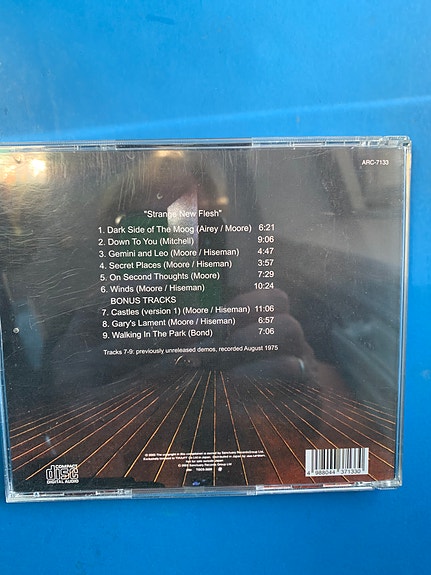 ARC-7133
"Strange New Flesh"
1. Dark Side of The Moog (Airey / Moore) 6:21
2. Down To You (Mitchell) 9:06
3. Gemini and Leo (Moore / Hiseman) 4:47
4. Secret Places (Moore / Hiseman) 3:57
5. On Second Thoughts (Moore) 7:29
6. Winds (Moore / Hiseman) 10:24
BONUS TRACKS
7. Castles (version 1) (Moore / Hiseman) 11:06
8. Gary's Lament (Moore / Hiseman) 6:57
9. Walking In The Park (Bond) 7:06
Tracks 7-9: previously unreleased demos, recorded August 1975
COMPACT
disc
DIGITAL AUDIO
4 988044 371330